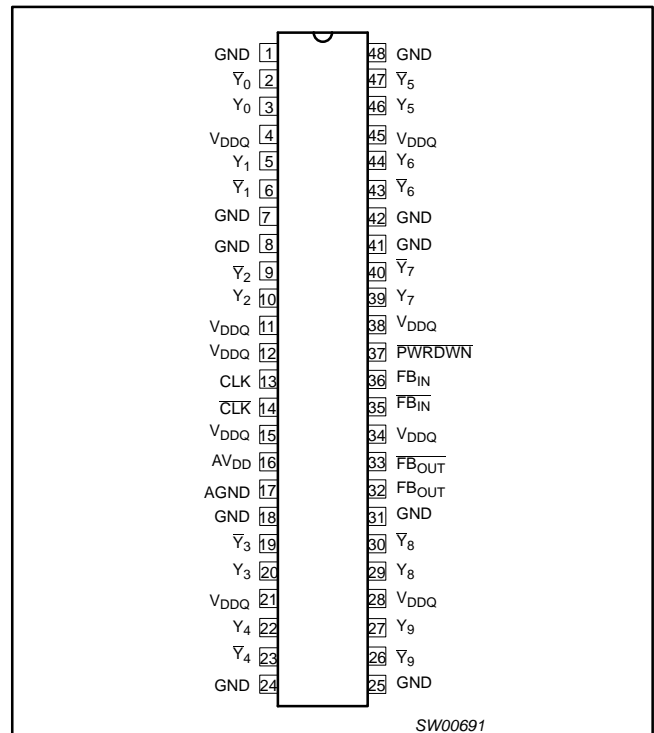 GND 1 48 GND
Y̅0 2 47 Y̅5
Y0 3 46 Y5
VDDQ 4 45 VDDQ
Y1 5 44 Y6
Y̅1 6 43 Y̅6
GND 7 42 GND
GND 8 41 GND
Y̅2 9 40 Y̅7
Y2 10 39 Y7
VDDQ 11 38 VDDQ
VDDQ 12 37 P̅W̅R̅D̅W̅N̅
CLK 13 36 FBIN
C̅L̅K̅ 14 35 F̅B̅I̅N̅
VDDQ 15 34 VDDQ
AVDD 16 33 F̅B̅O̅U̅T̅
AGND 17 32 FBOUT
GND 18 31 GND
Y̅3 19 30 Y̅8
Y3 20 29 Y8
VDDQ 21 28 VDDQ
Y4 22 27 Y9
Y̅4 23 26 Y̅9
GND 24 25 GND
SW00691